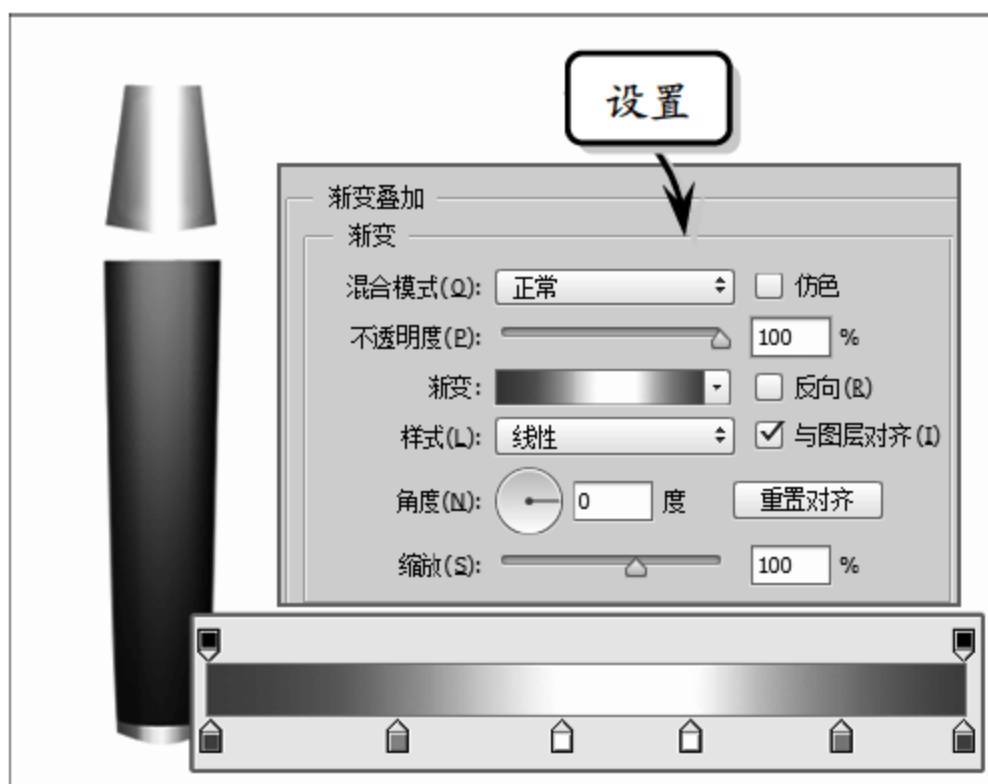 设置
渐变叠加
渐变
混合模式(O): 正常 仿色
不透明度(P): 100 %
渐变: 反向(R)
样式(L): 线性 与图层对齐(I)
角度(N): 0 度 重置对齐
缩放(S): 100 %